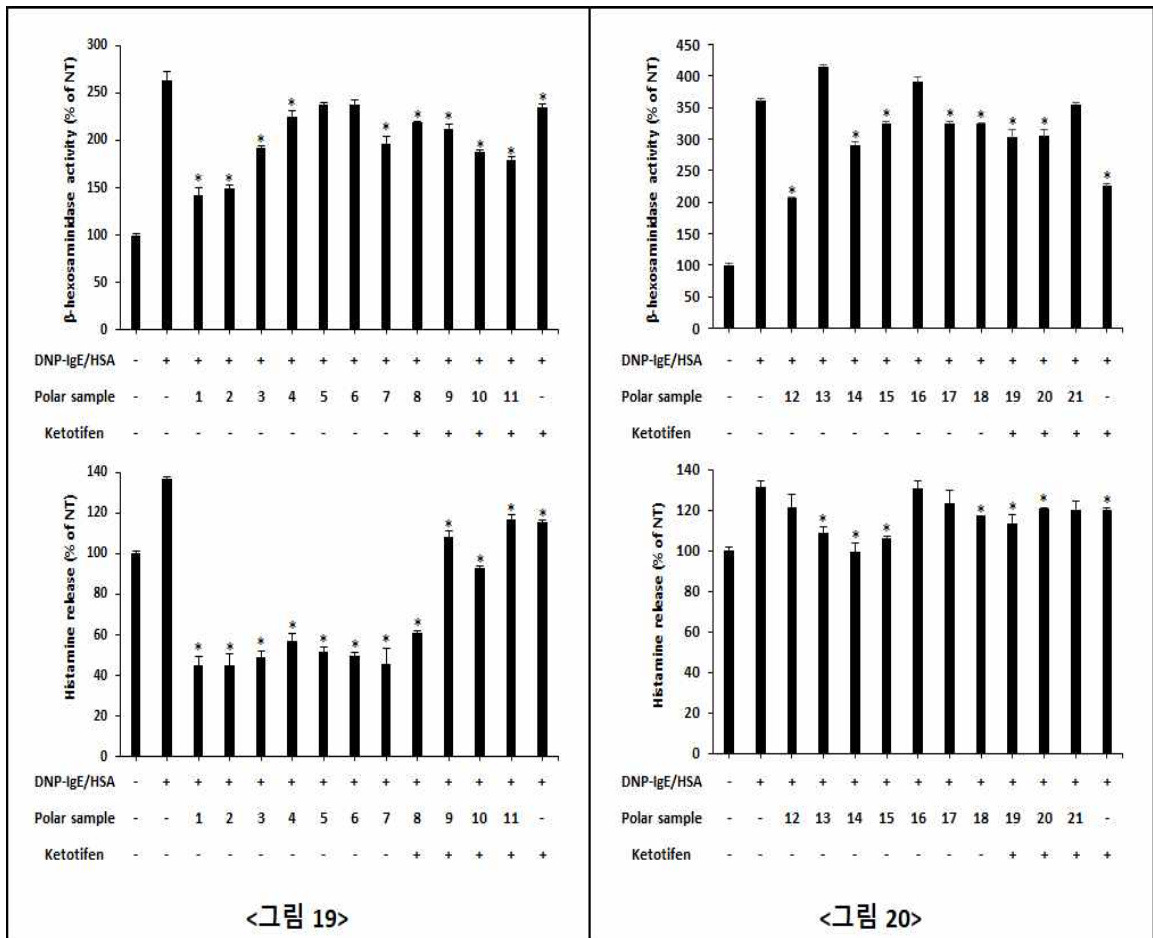 300
250
200
150
100
50
0
β-hexosaminidase activity (% of NT)
* * * * * * * * * *
DNP-IgE/HSA - + + + + + + + + + + + + +
Polar sample - - 1 2 3 4 5 6 7 8 9 10 11 -
Ketotifen - - - - - - - - - + + + + +
140
120
100
80
60
40
20
0
Histamine release (% of NT)
* * * * * * * * * * * *
DNP-IgE/HSA - + + + + + + + + + + + + +
Polar sample - - 1 2 3 4 5 6 7 8 9 10 11 -
Ketotifen - - - - - - - - - + + + + +
<그림 19>
450
400
350
300
250
200
150
100
50
0
β-hexosaminidase activity (% of NT)
* * * * * * * *
DNP-IgE/HSA - + + + + + + + + + + + +
Polar sample - - 12 13 14 15 16 17 18 19 20 21 -
Ketotifen - - - - - - - - - + + + +
140
120
100
80
60
40
20
0
Histamine release (% of NT)
* * * * * * *
DNP-IgE/HSA - + + + + + + + + + + + +
Polar sample - - 12 13 14 15 16 17 18 19 20 21 -
Ketotifen - - - - - - - - - + + + +
<그림 20>